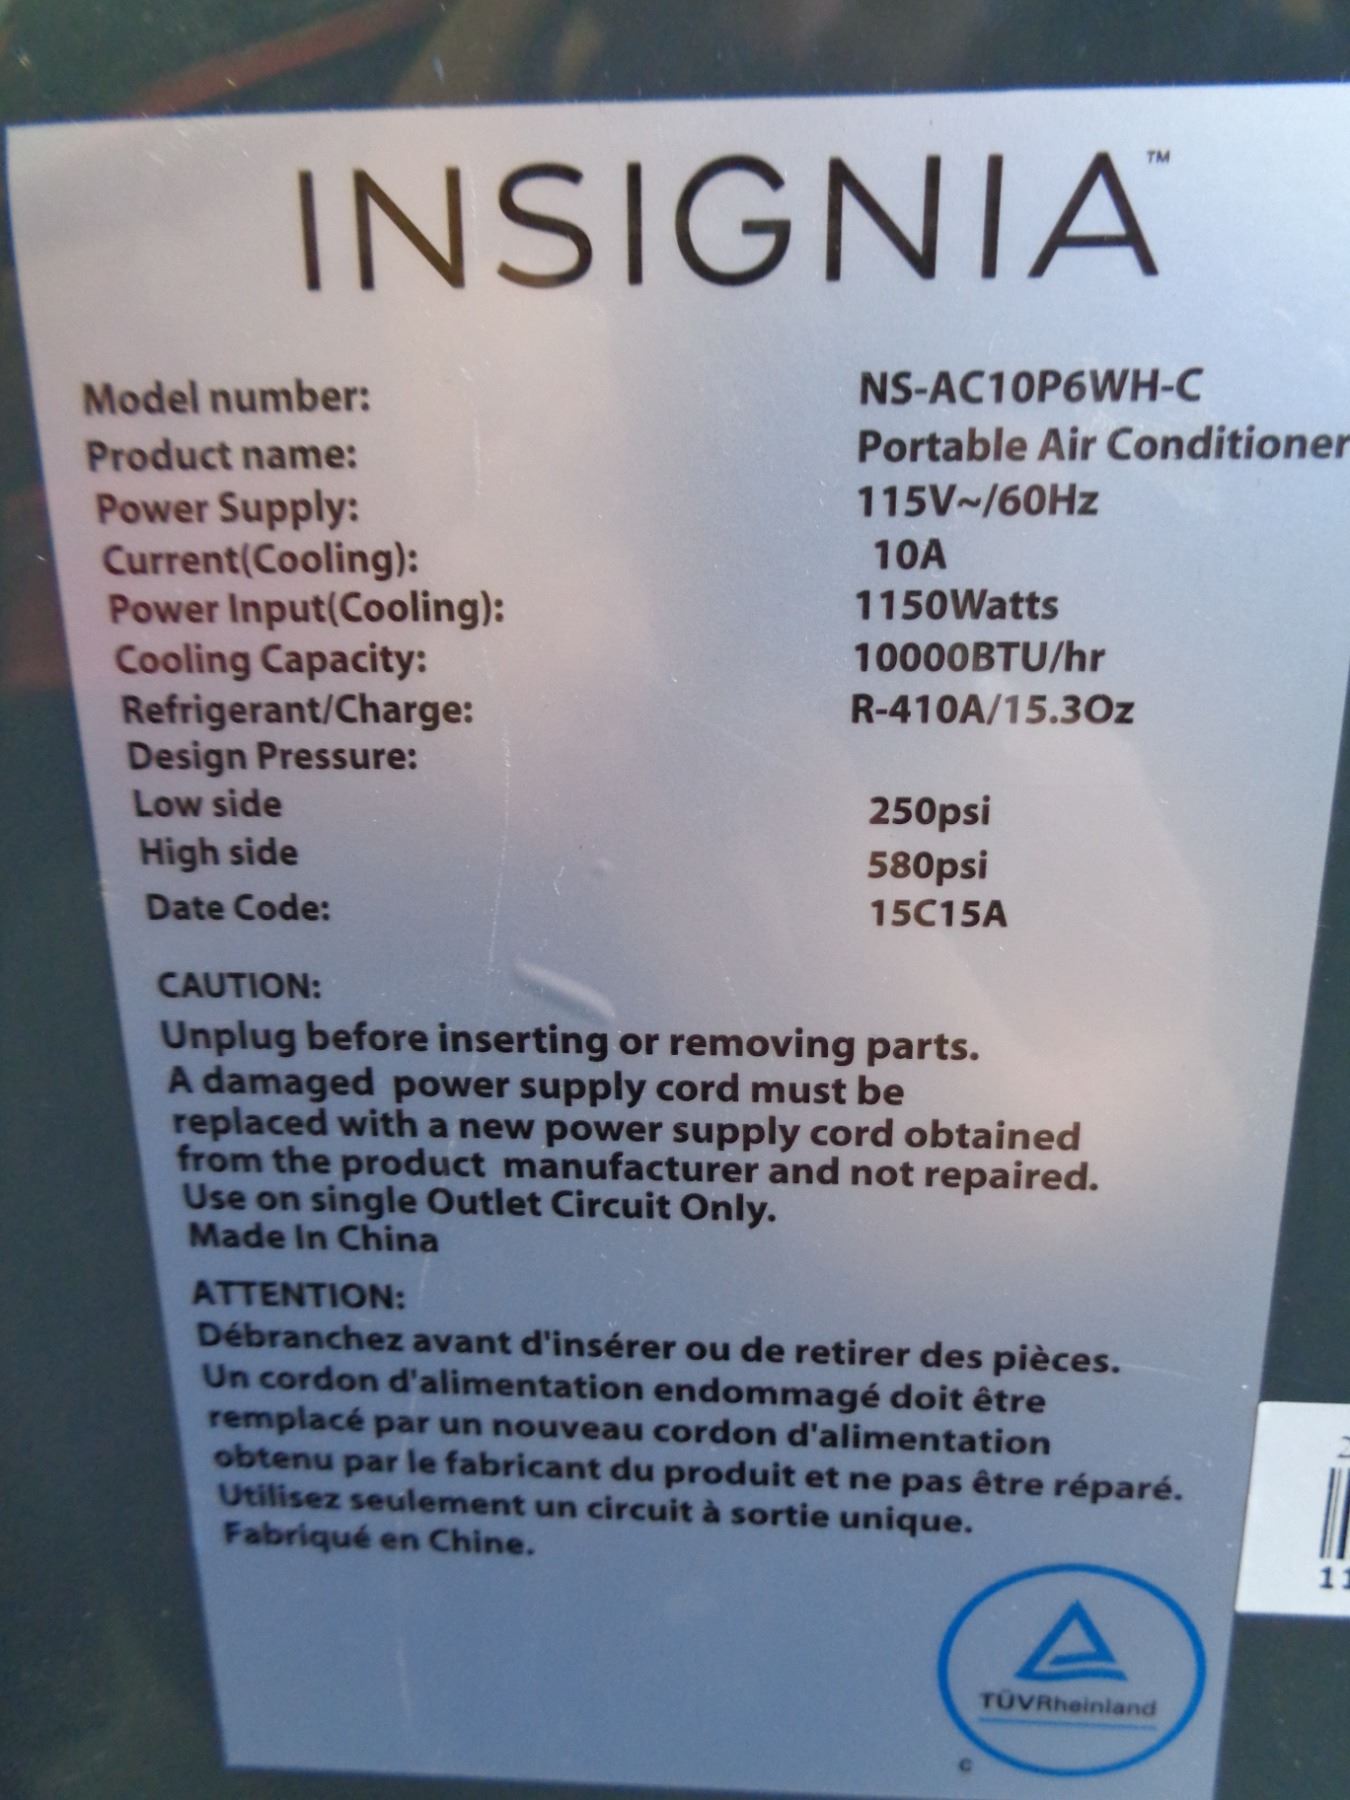 INSIGNIA™
Model number: NS-AC10P6WH-C
Product name: Portable Air Conditioner
Power Supply: 115V~/60Hz
Current(Cooling): 10A
Power Input(Cooling): 1150Watts
Cooling Capacity: 10000BTU/hr
Refrigerant/Charge: R-410A/15.3Oz
Design Pressure:
Low side 250psi
High side 580psi
Date Code: 15C15A
CAUTION:
Unplug before inserting or removing parts.
A damaged power supply cord must be
replaced with a new power supply cord obtained
from the product manufacturer and not repaired.
Use on single Outlet Circuit Only.
Made In China
ATTENTION:
Débranchez avant d'insérer ou de retirer des pièces.
Un cordon d'alimentation endommagé doit être
remplacé par un nouveau cordon d'alimentation
obtenu par le fabricant du produit et ne pas être réparé.
Utilisez seulement un circuit à sortie unique.
Fabriqué en Chine.
TÜVRheinland
c